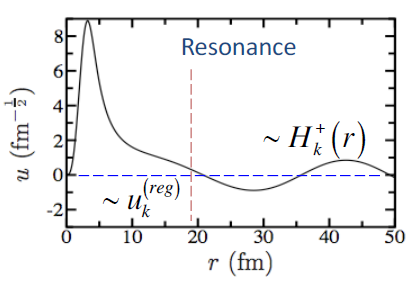 Resonance
8
6
4
2
0
-2
u (fm^{-\frac{1}{2}})
~ H_k^+(r)
~ u_k^{(reg)}
0 10 20 30 40 50
r (fm)